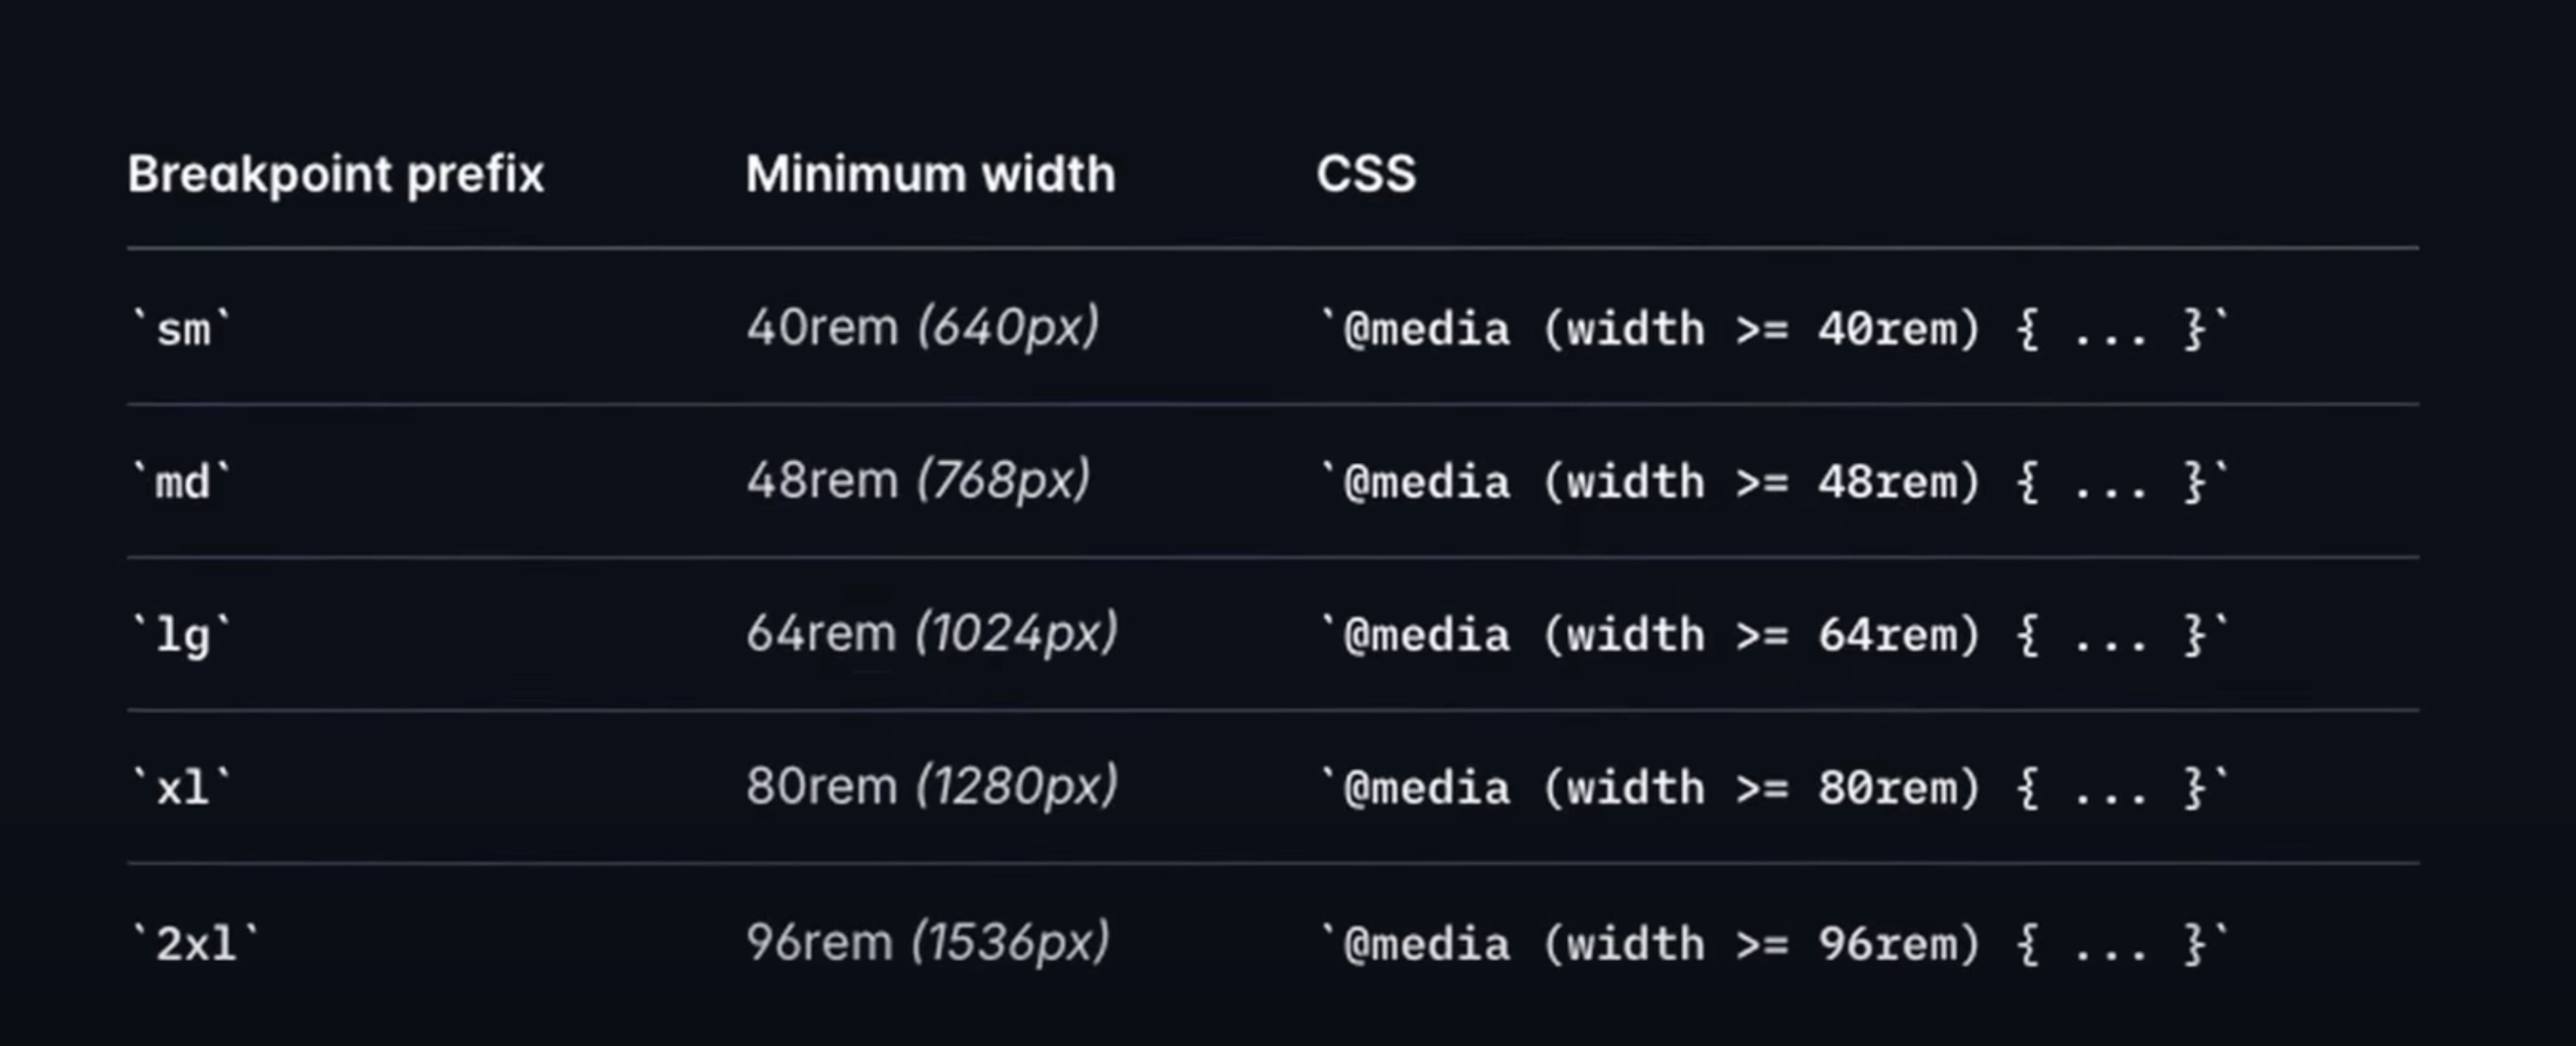 Breakpoint prefix Minimum width CSS
`sm` 40rem (640px) `@media (width >= 40rem) { ... }`
`md` 48rem (768px) `@media (width >= 48rem) { ... }`
`lg` 64rem (1024px) `@media (width >= 64rem) { ... }`
`xl` 80rem (1280px) `@media (width >= 80rem) { ... }`
`2xl` 96rem (1536px) `@media (width >= 96rem) { ... }`